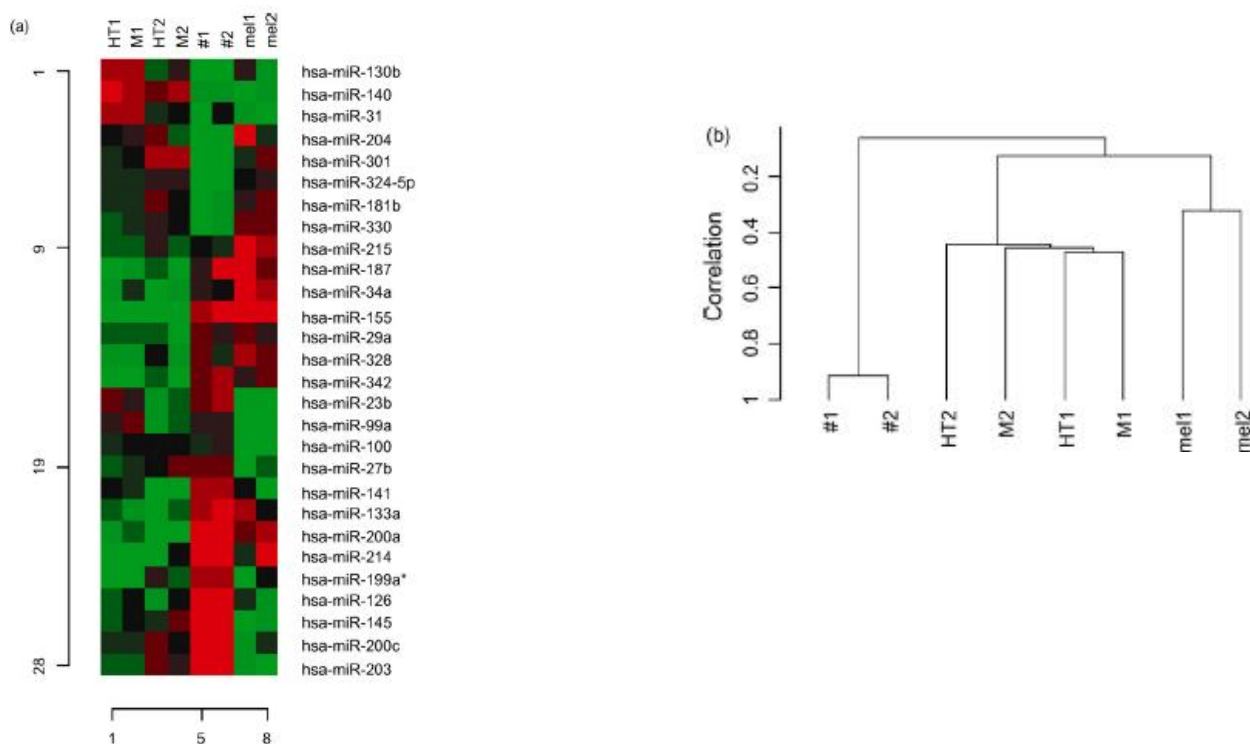 (a)
HT1 M1 HT2 M2 #1 #2 mel1 mel2
1
9
19
28
hsa-miR-130b
hsa-miR-140
hsa-miR-31
hsa-miR-204
hsa-miR-301
hsa-miR-324-5p
hsa-miR-181b
hsa-miR-330
hsa-miR-215
hsa-miR-187
hsa-miR-34a
hsa-miR-155
hsa-miR-29a
hsa-miR-328
hsa-miR-342
hsa-miR-23b
hsa-miR-99a
hsa-miR-100
hsa-miR-27b
hsa-miR-141
hsa-miR-133a
hsa-miR-200a
hsa-miR-214
hsa-miR-199a*
hsa-miR-126
hsa-miR-145
hsa-miR-200c
hsa-miR-203
1 5 8
(b)
Correlation
0.2
0.4
0.6
0.8
1
#1 #2 HT2 M2 HT1 M1 mel1 mel2